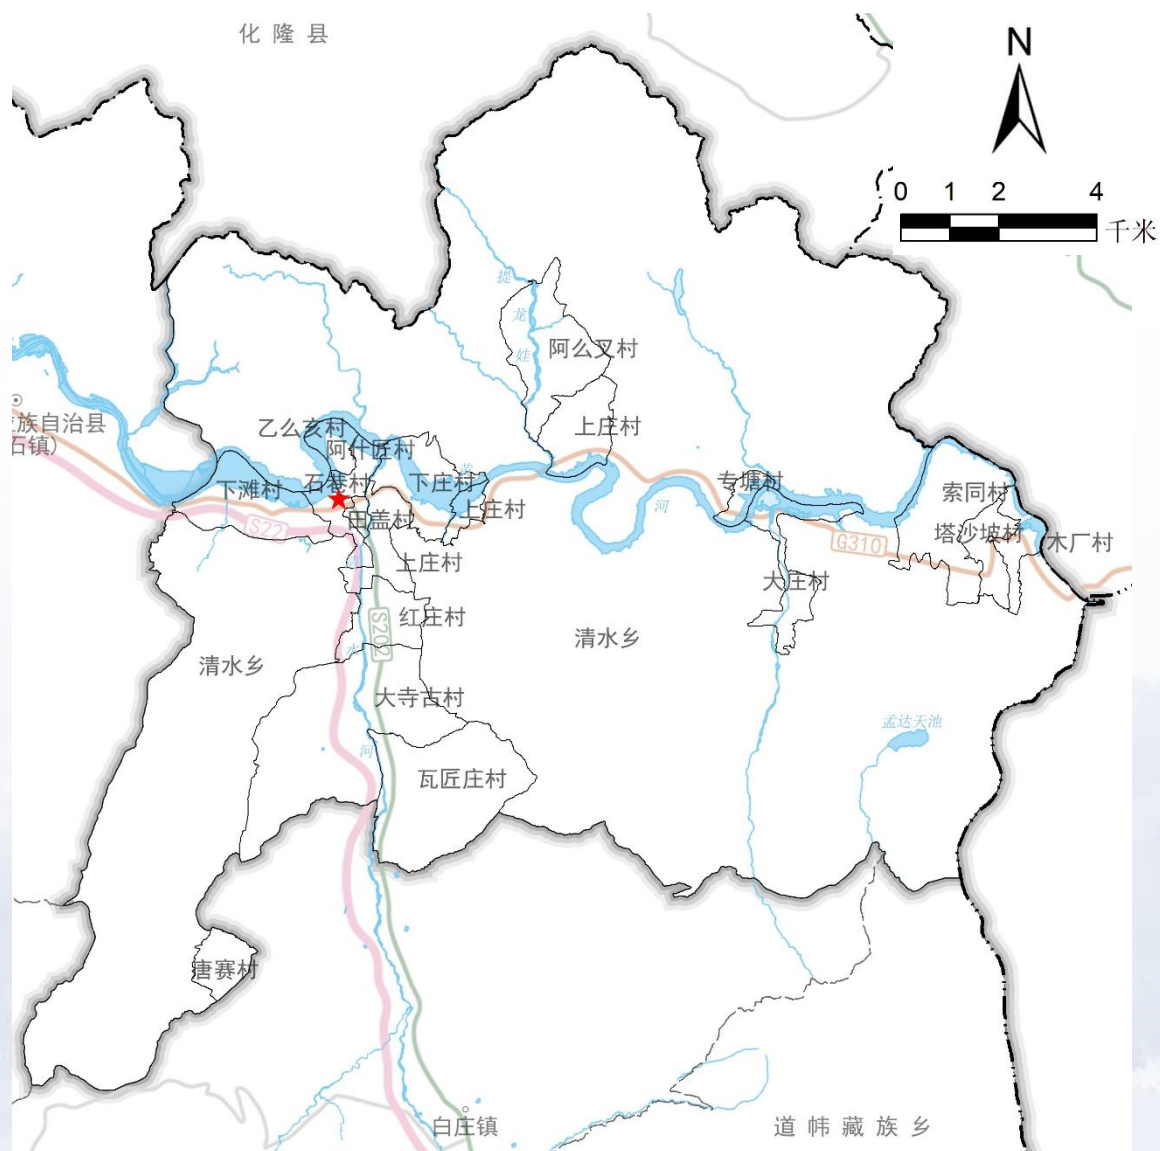 化隆县
N
0 1 2 4
千米
提
龙
娃
阿么叉村
族自治县
石镇)
乙么亥村
上庄村
阿什匠村
下滩村
石巷村
下庄村
黄
专塘村
索同村
上庄村
河
S22
田盖村
塔沙坡村
木厂村
G310
上庄村
清
大庄村
红庄村
S202
清水乡
水
清水乡
大寺古村
孟达天池
河
瓦匠庄村
唐赛村
白庄镇
道帏藏族乡